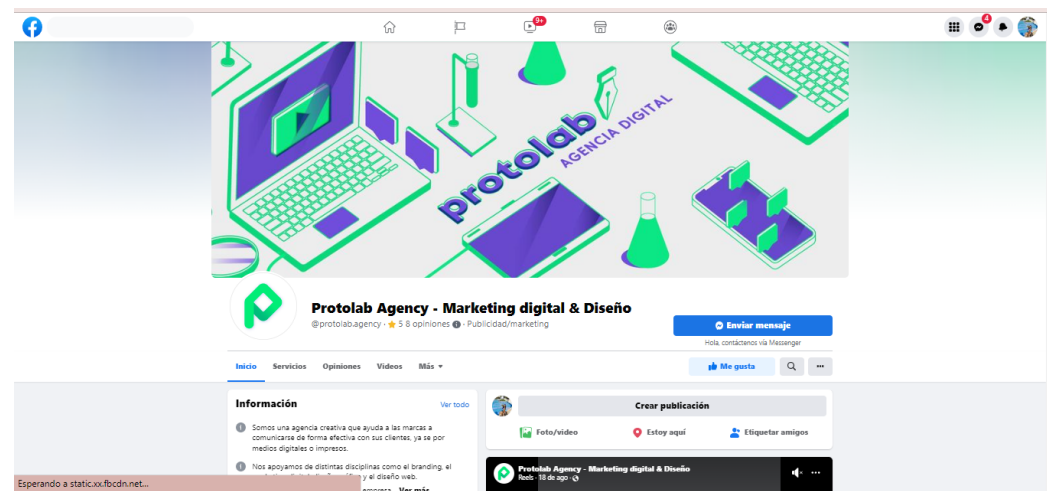 9+
4
protolab
AGENCIA DIGITAL
Protolab Agency - Marketing digital & Diseño
@protolab.agency · 5 8 opiniones · Publicidad/marketing
Enviar mensaje
Hola, contáctenos vía Messenger
Inicio Servicios Opiniones Videos Más
Me gusta
Información
Ver todo
Somos una agencia creativa que ayuda a las marcas a
comunicarse de forma efectiva con sus clientes, ya se por
medios digitales o impresos.
Nos apoyamos de distintas disciplinas como el branding, el
y el diseño web.
empresa... Ver más
Crear publicación
Foto/video Estoy aquí Etiquetar amigos
Protolab Agency - Marketing digital & Diseño
Reels · 18 de ago ·
Esperando a static.xx.fbcdn.net...